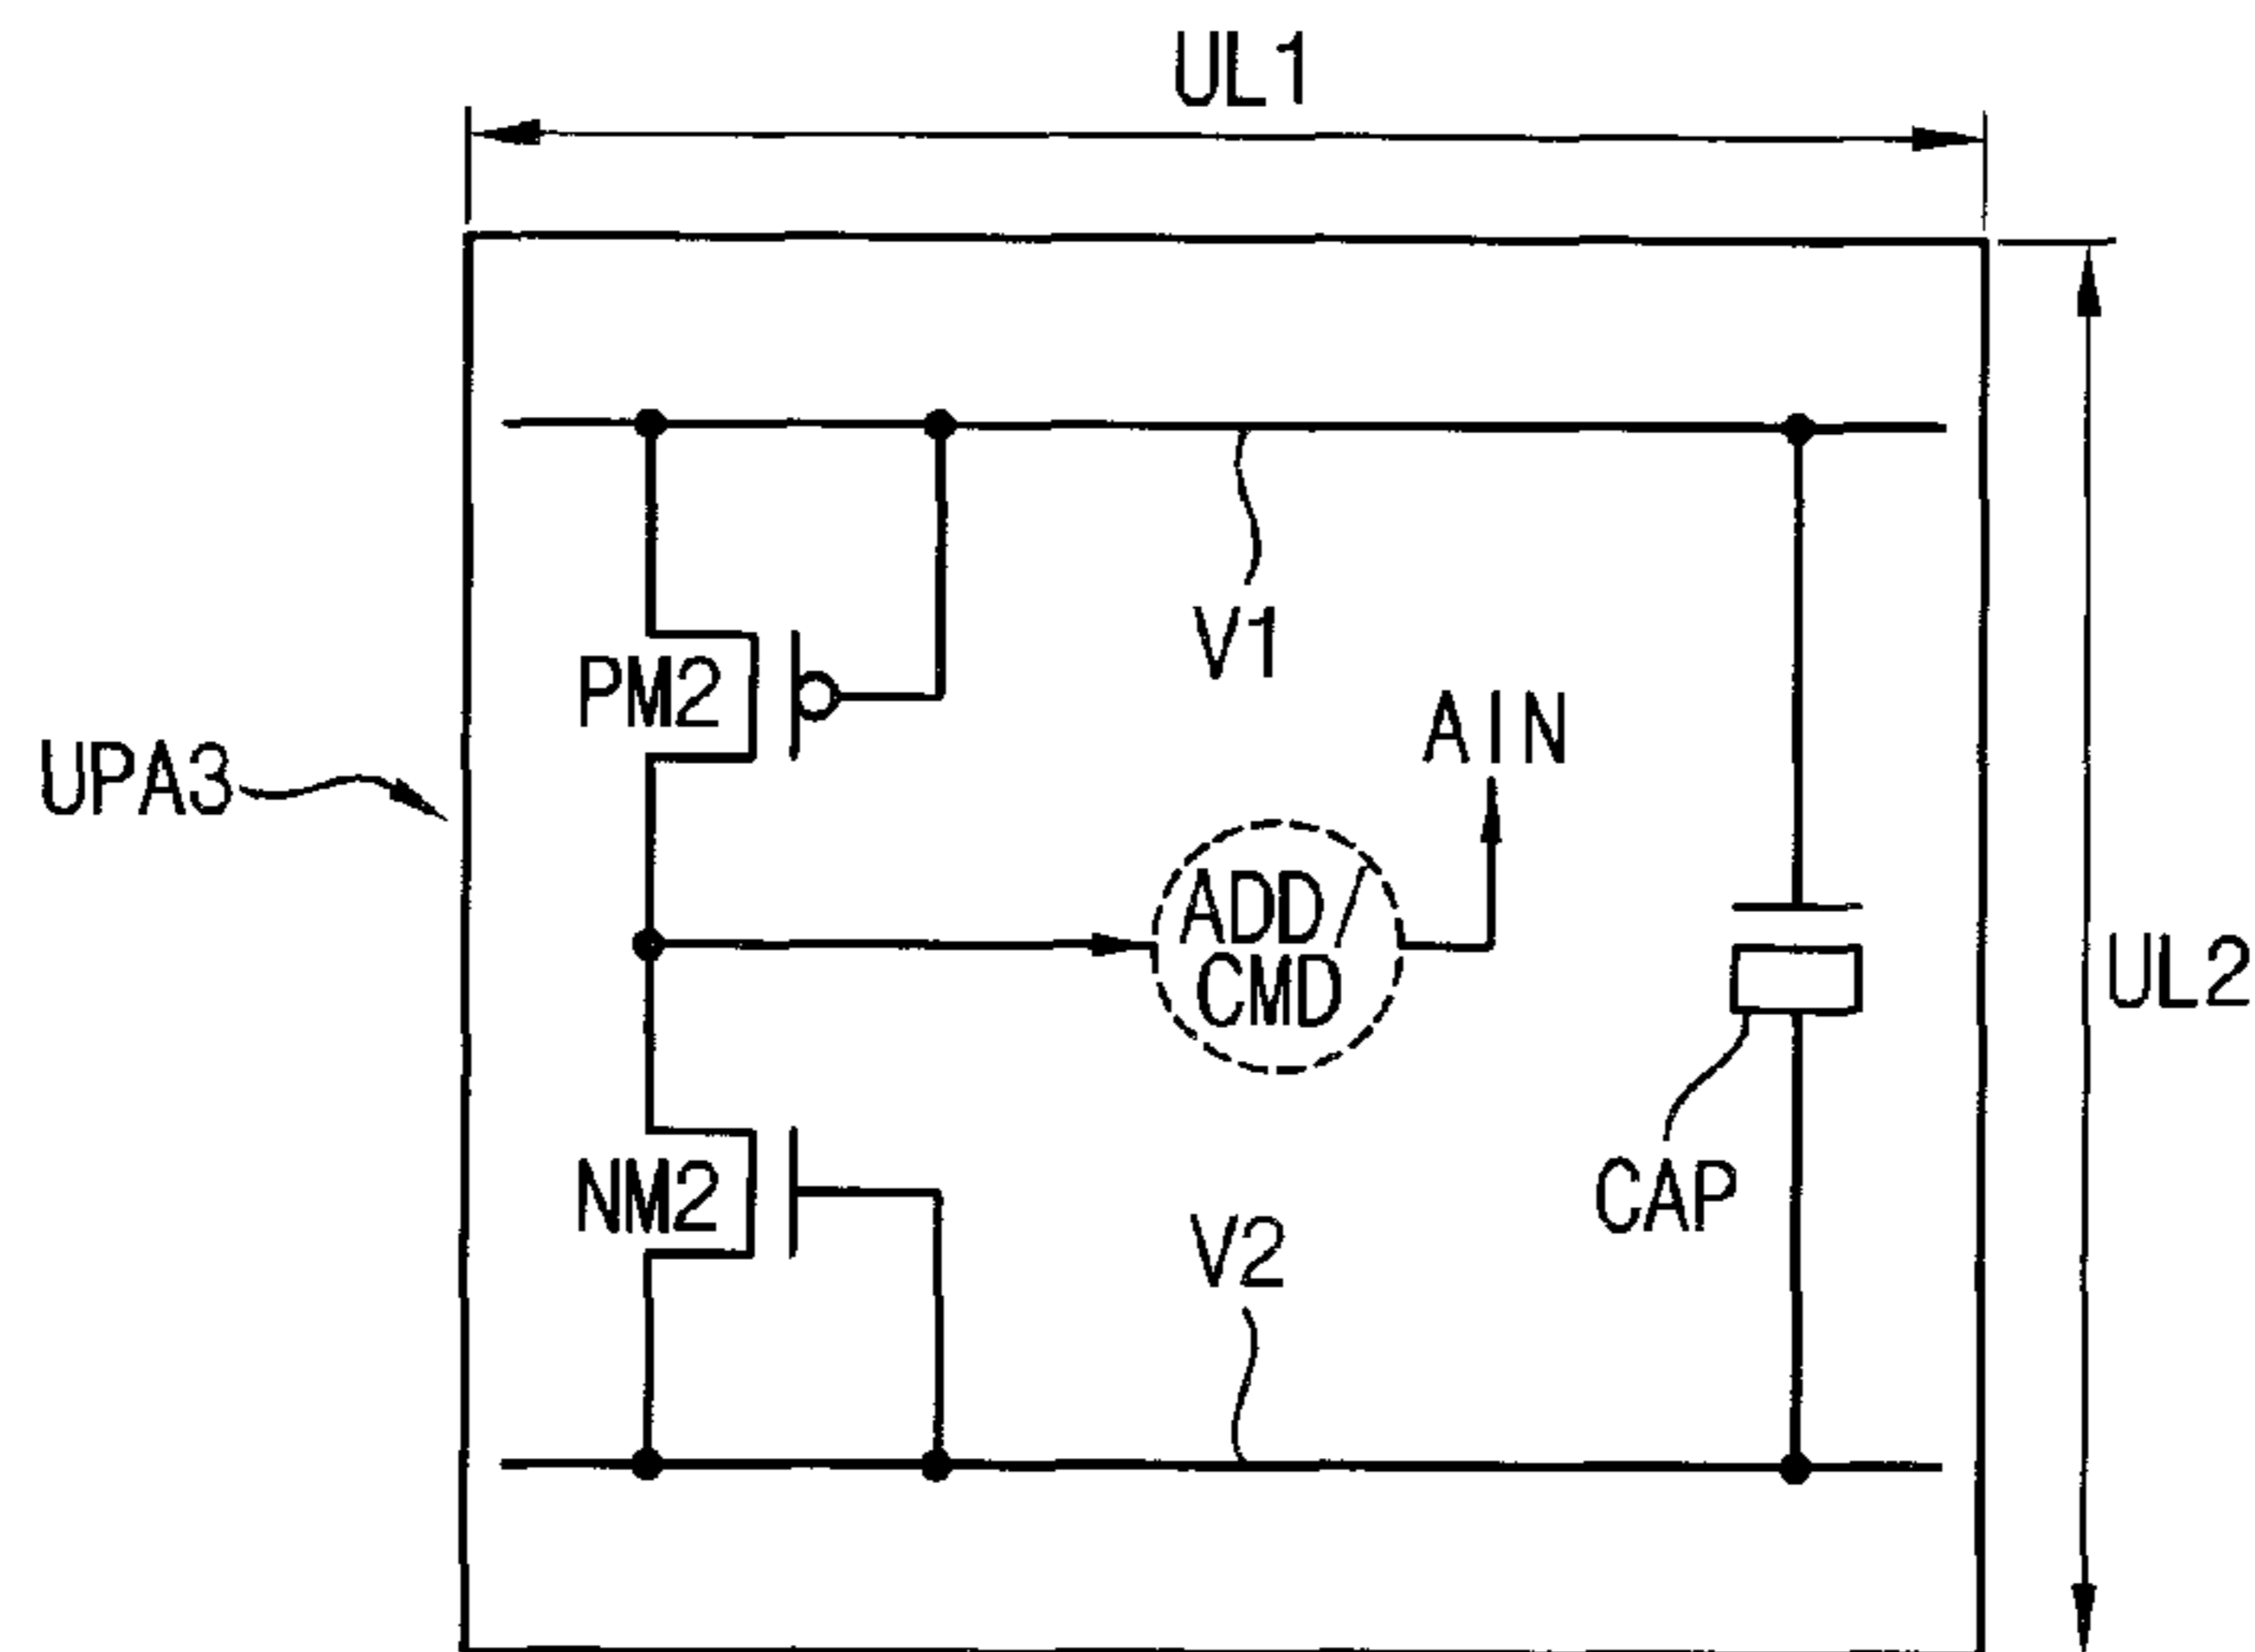 UL1
V1
PM2
AIN
UPA3
ADD/
CMD
UL2
NM2
CAP
V2